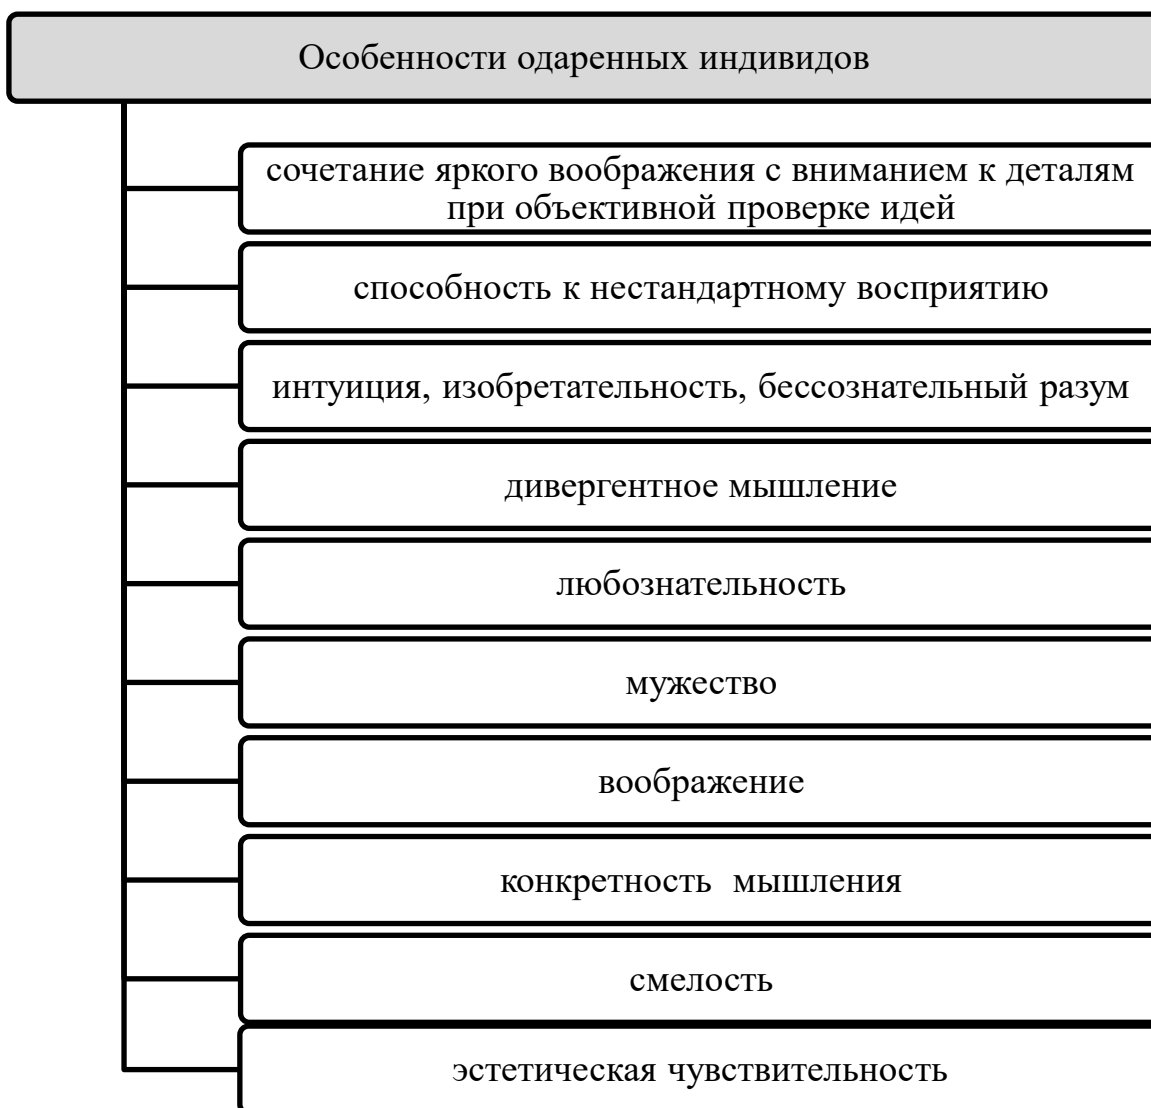 Особенности одаренных индивидов
сочетание яркого воображения с вниманием к деталям
при объективной проверке идей
способность к нестандартному восприятию
интуиция, изобретательность, бессознательный разум
дивергентное мышление
любознательность
мужество
воображение
конкретность мышления
смелость
эстетическая чувствительность